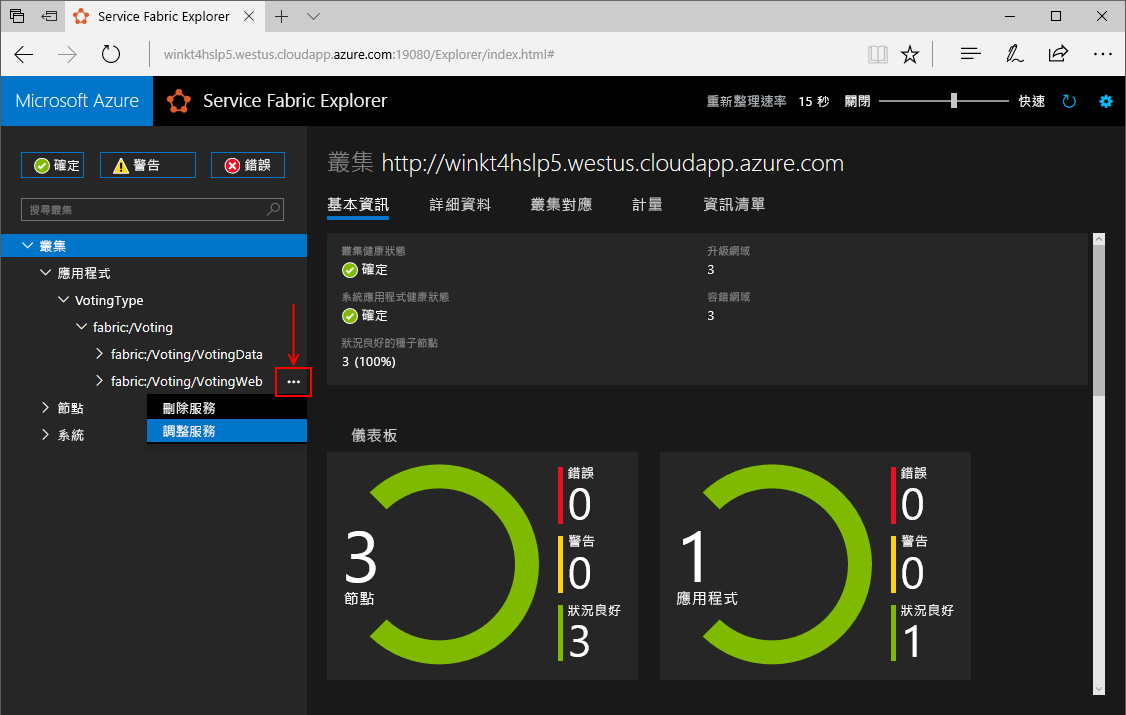 Service Fabric Explorer
winkt4hslp5.westus.cloudapp.azure.com:19080/Explorer/index.html#
Microsoft Azure
Service Fabric Explorer
重新整理速率 15 秒 關閉 快速
確定 警告 錯誤
搜尋叢集
叢集
應用程式
VotingType
fabric:/Voting
fabric:/Voting/VotingData
fabric:/Voting/VotingWeb
節點
系統
刪除服務
調整服務
叢集 http://winkt4hslp5.westus.cloudapp.azure.com
基本資訊 詳細資料 叢集對應 計量 資訊清單
叢集健康狀態
確定
升級網域
3
系統應用程式健康狀態
確定
容錯網域
3
狀況良好的種子節點
3 (100%)
儀表板
3
節點
錯誤
0
警告
0
狀況良好
3
1
應用程式
錯誤
0
警告
0
狀況良好
1